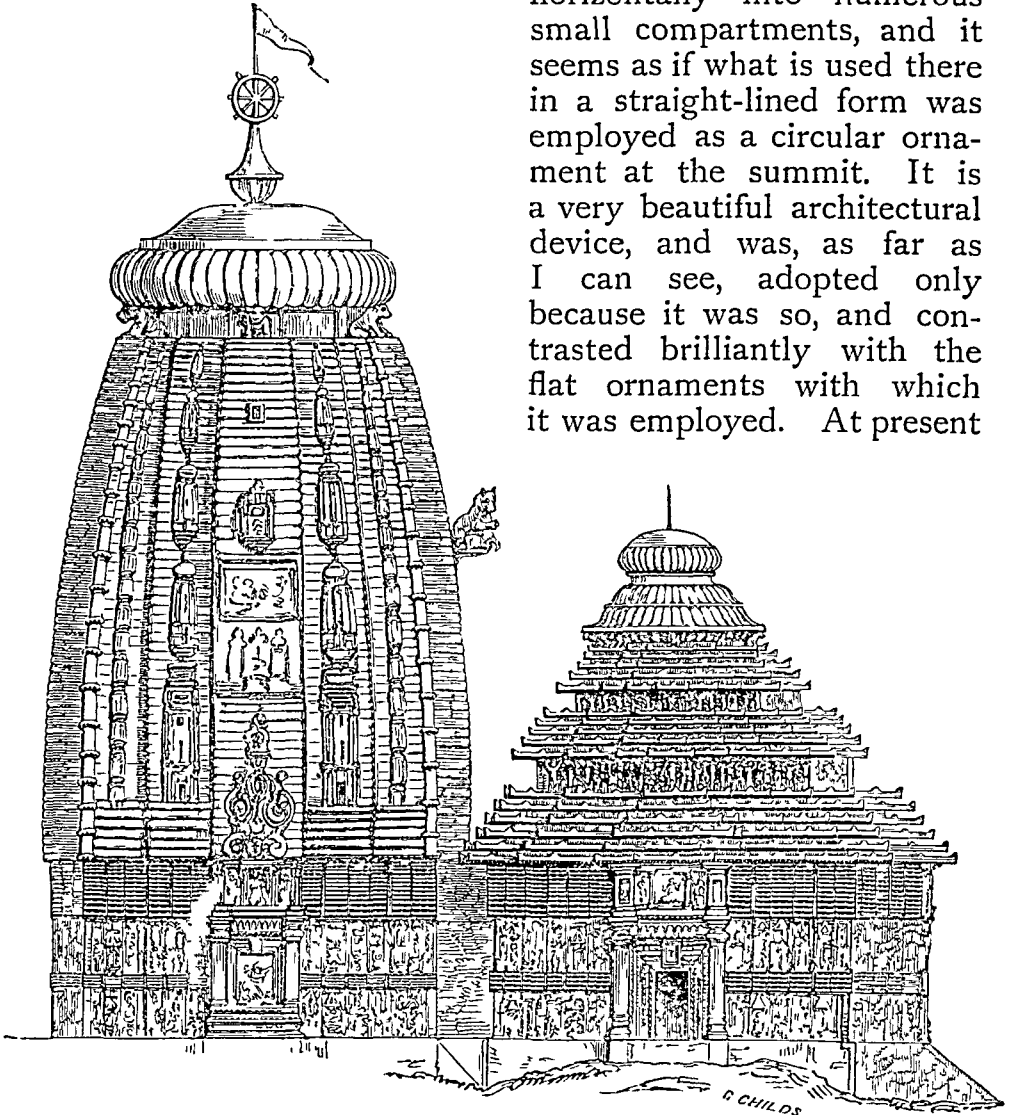 horizontally into numerous
small compartments, and it
seems as if what is used there
in a straight-lined form was
employed as a circular orna-
ment at the summit. It is
a very beautiful architectural
device, and was, as far as
I can see, adopted only
because it was so, and con-
trasted brilliantly with the
flat ornaments with which
it was employed. At present
G CHILDS